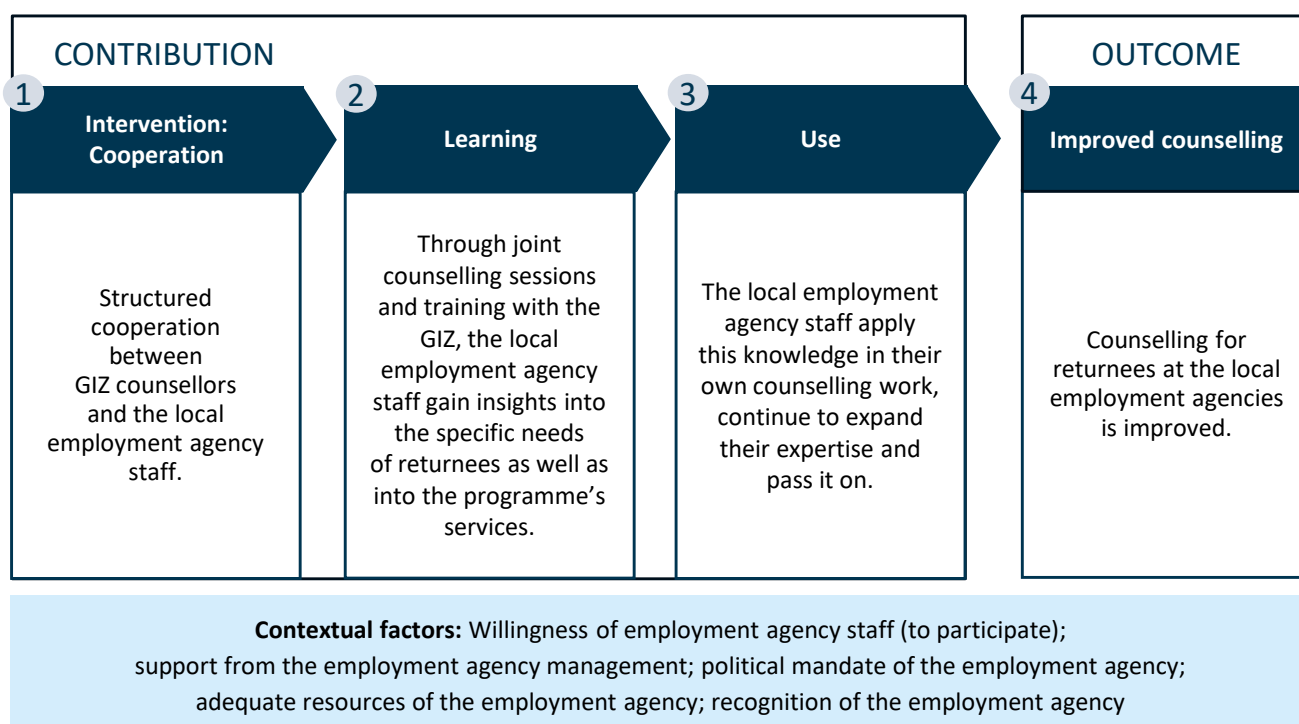 CONTRIBUTION
OUTCOME
1
Intervention:
Cooperation
2
Learning
3
Use
4
Improved counselling
Structured
cooperation
between
GIZ counsellors
and the local
employment agency
staff.
Through joint
counselling sessions
and training with the
GIZ, the local
employment agency
staff gain insights into
the specific needs
of returnees as well as
into the programme’s
services.
The local employment
agency staff apply
this knowledge in their
own counselling work,
continue to expand
their expertise and
pass it on.
Counselling for
returnees at the local
employment agencies
is improved.
Contextual factors: Willingness of employment agency staff (to participate);
support from the employment agency management; political mandate of the employment agency;
adequate resources of the employment agency; recognition of the employment agency